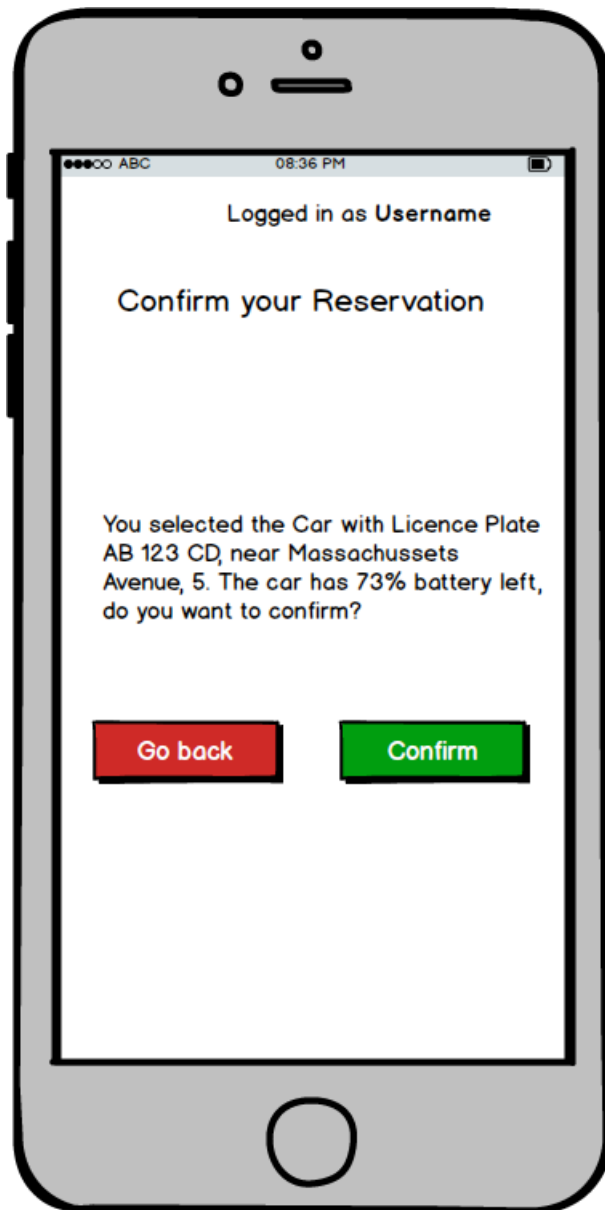 ABC 08:36 PM
Logged in as Username
Confirm your Reservation
You selected the Car with Licence Plate
AB 123 CD, near Massachussets
Avenue, 5. The car has 73% battery left,
do you want to confirm?
Go back Confirm